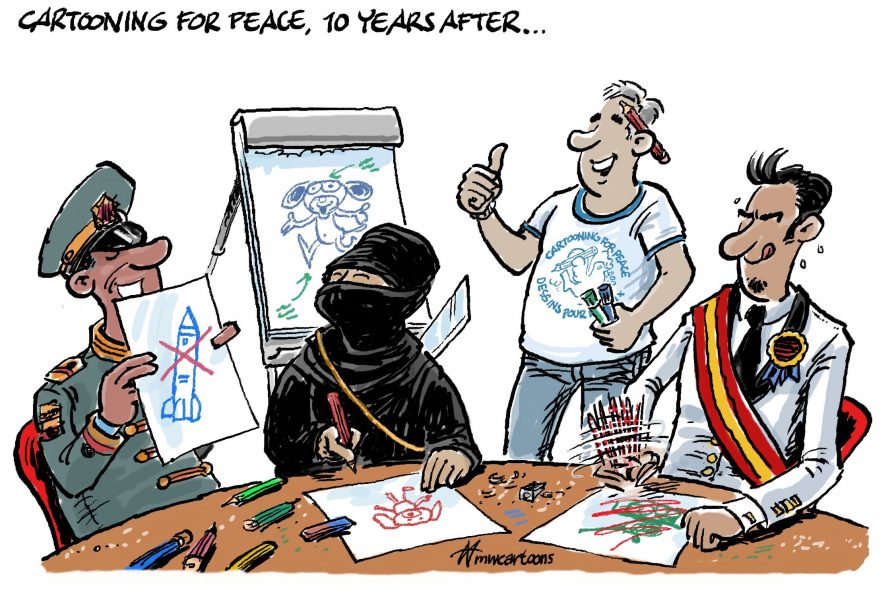 CARTOONING FOR PEACE, 10 YEARS AFTER...
CARTOONING FOR PEACE
DESSINS POUR
mwcartoons